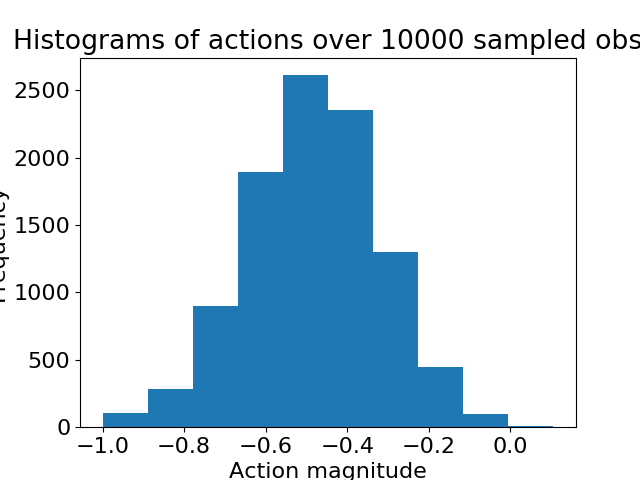 Histograms of actions over 10000 sampled obs
2500
2000
1500
1000
500
0
Frequency
−1.0 −0.8 −0.6 −0.4 −0.2 0.0
Action magnitude